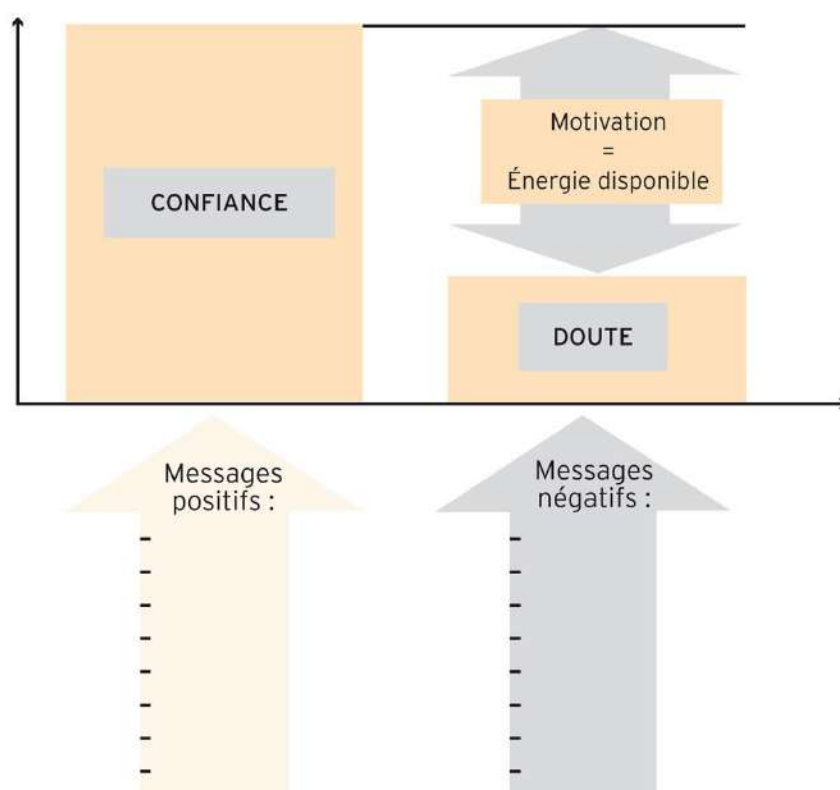 CONFIANCE
Motivation
=
Énergie disponible
DOUTE
Messages
positifs :
-
-
-
-
-
-
-
-
Messages
négatifs :
-
-
-
-
-
-
-
-